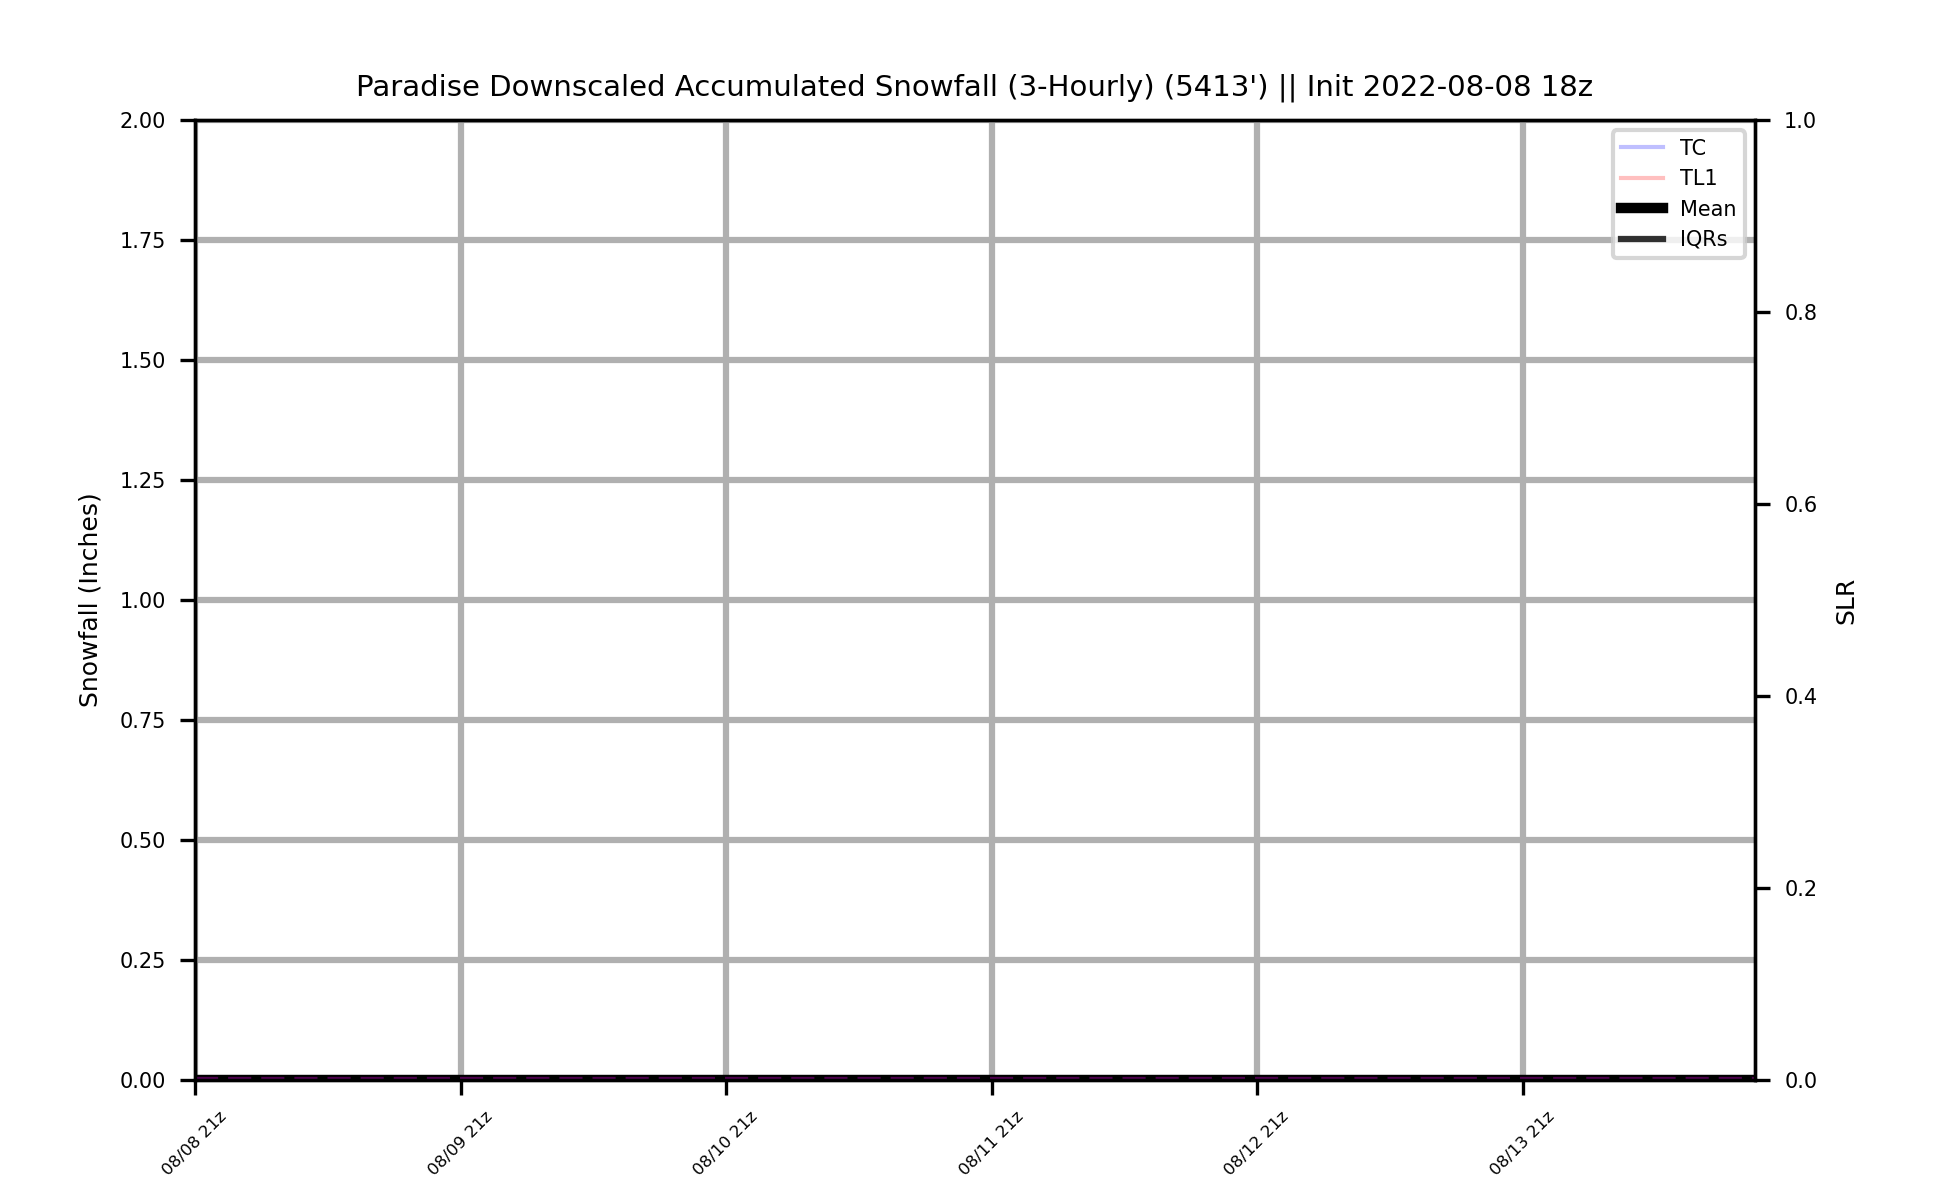 Paradise Downscaled Accumulated Snowfall (3-Hourly) (5413') || Init 2022-08-08 18z
TC
TL1
Mean
IQRs
Snowfall (Inches)
2.00
1.75
1.50
1.25
1.00
0.75
0.50
0.25
0.00
1.0
0.8
0.6
0.4
0.2
0.0
SLR
08/08 21z
08/09 21z
08/10 21z
08/11 21z
08/12 21z
08/13 21z